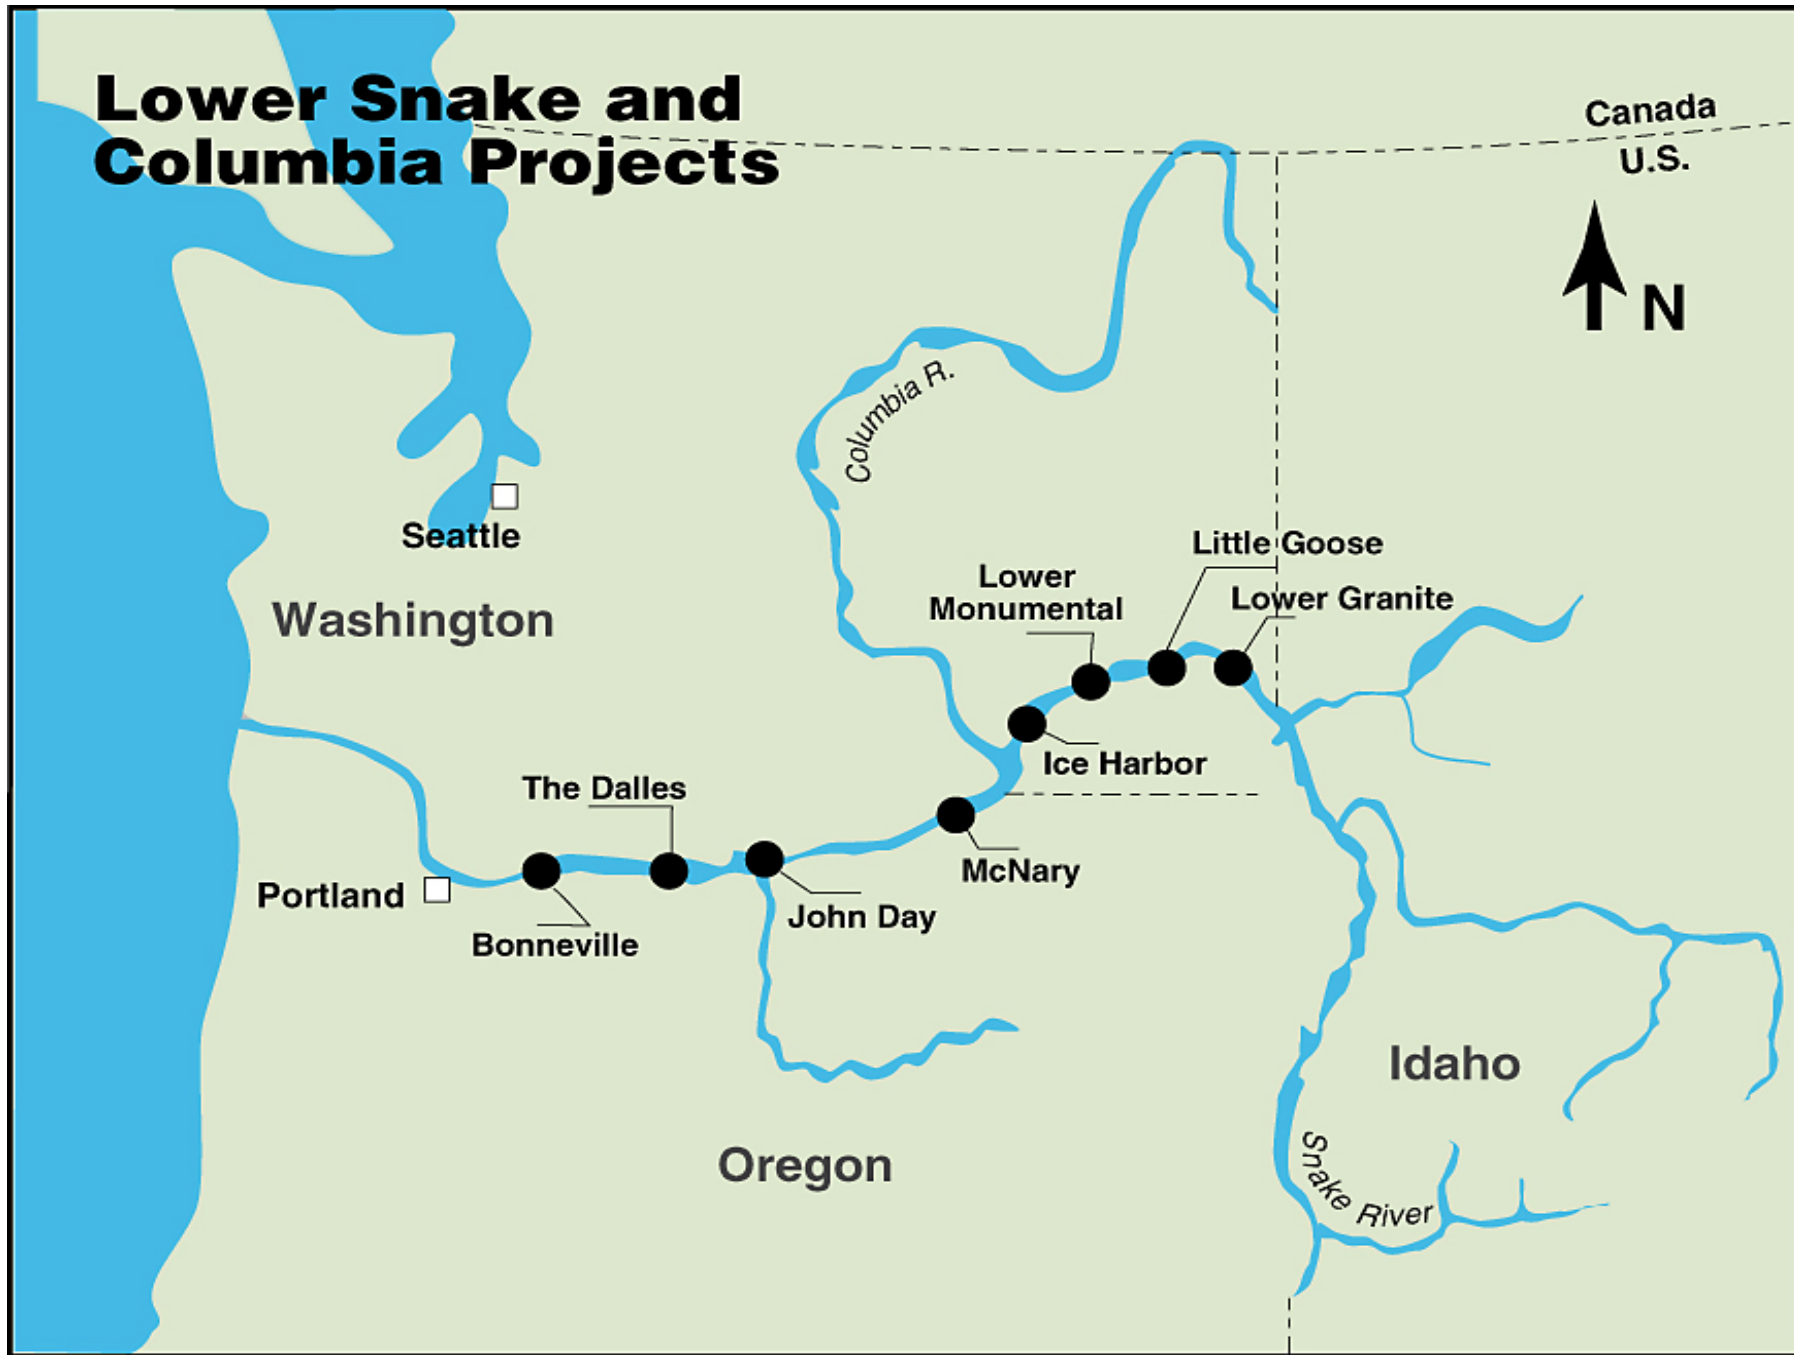 Lower Snake and
Columbia Projects
Canada
U.S.
N
Columbia R.
Seattle
Washington
Little Goose
Lower
Monumental
Lower Granite
Ice Harbor
The Dalles
McNary
Portland
John Day
Bonneville
Idaho
Oregon
Snake River